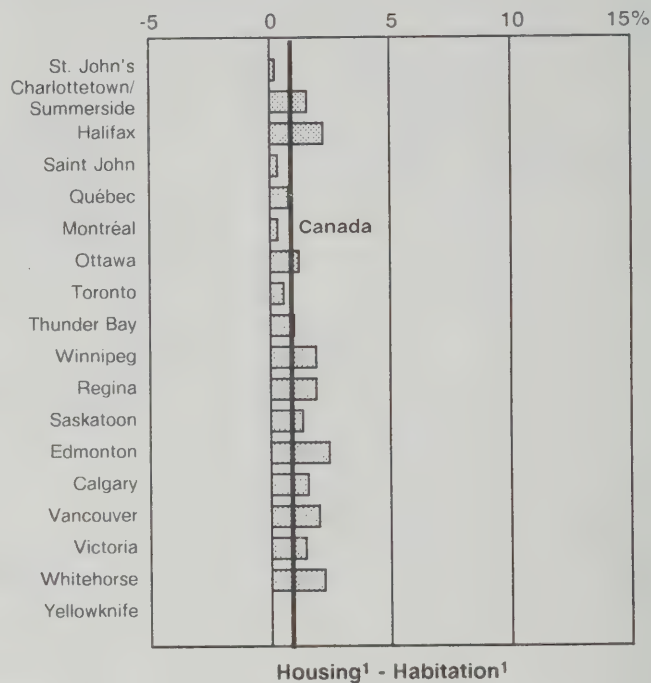 -5 0 5 10 15%
St. John's
Charlottetown/
Summerside
Halifax
Saint John
Québec
Montréal
Canada
Ottawa
Toronto
Thunder Bay
Winnipeg
Regina
Saskatoon
Edmonton
Calgary
Vancouver
Victoria
Whitehorse
Yellowknife
Housing¹ - Habitation¹